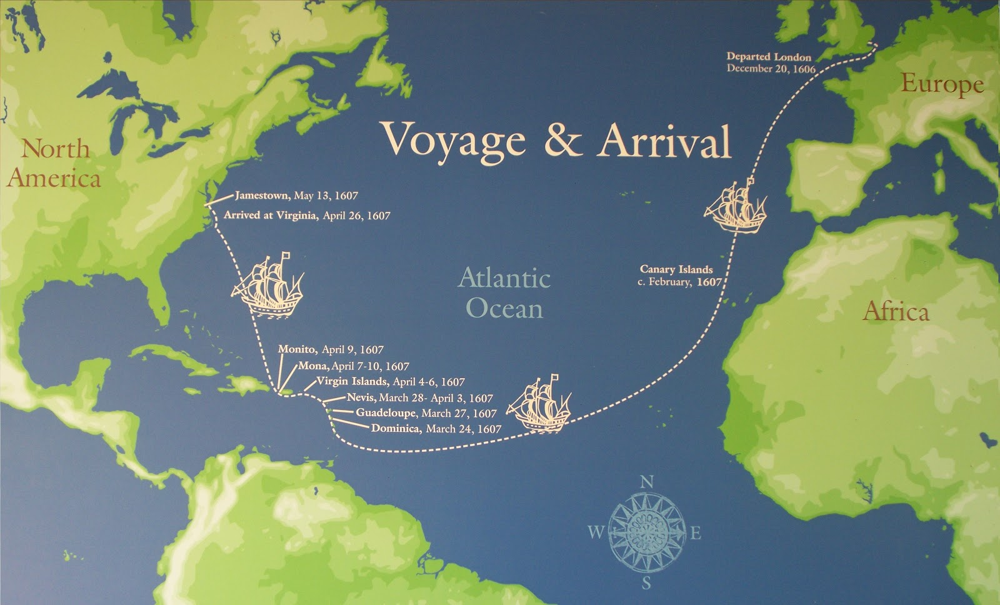 Departed London
December 20, 1606
Europe
Voyage & Arrival
North
America
Jamestown, May 13, 1607
Arrived at Virginia, April 26, 1607
Canary Islands
c. February, 1607
Atlantic
Ocean
Africa
Monito, April 9, 1607
Mona, April 7-10, 1607
Virgin Islands, April 4-6, 1607
Nevis, March 28- April 3, 1607
Guadeloupe, March 27, 1607
Dominica, March 24, 1607
N
W E
S